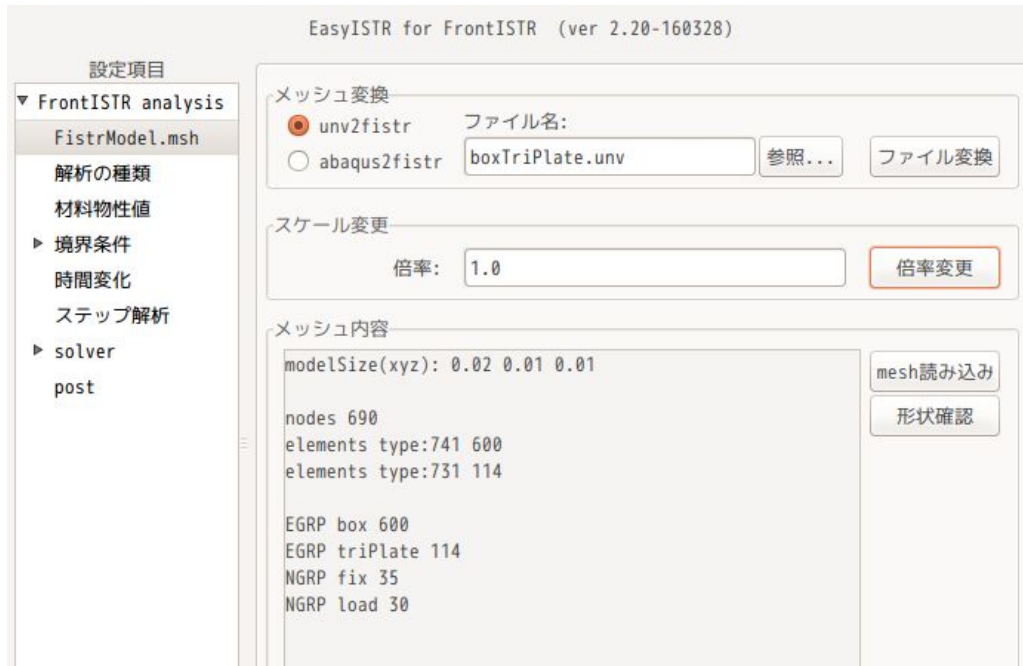 EasyISTR for FrontISTR (ver 2.20-160328)
設定項目
FrontISTR analysis
FistrModel.msh
解析の種類
材料物性値
境界条件
時間変化
ステップ解析
solver
post
メッシュ変換
unv2fistr
ファイル名:
abaqus2fistr
boxTriPlate.unv
参照...
ファイル変換
スケール変更
倍率:
1.0
倍率変更
メッシュ内容
modelSize(xyz): 0.02 0.01 0.01
nodes 690
elements type:741 600
elements type:731 114
EGRP box 600
EGRP triPlate 114
NGRP fix 35
NGRP load 30
mesh読み込み
形状確認